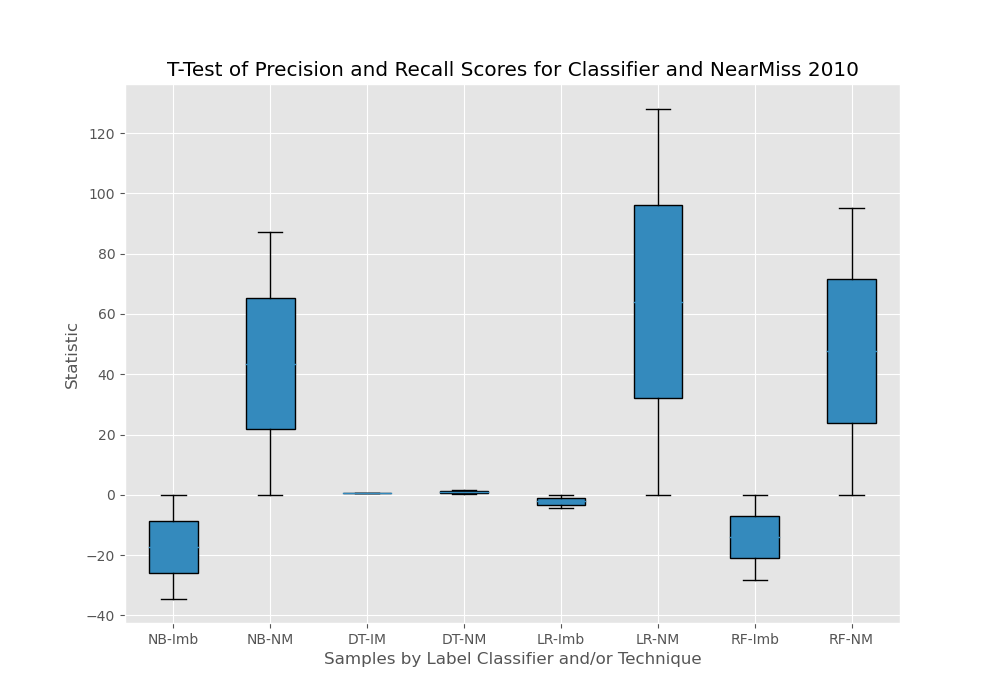 T-Test of Precision and Recall Scores for Classifier and NearMiss 2010
120
100
80
60
40
20
0
−20
−40
Statistic
NB-Imb NB-NM DT-IM DT-NM LR-Imb LR-NM RF-Imb RF-NM
Samples by Label Classifier and/or Technique